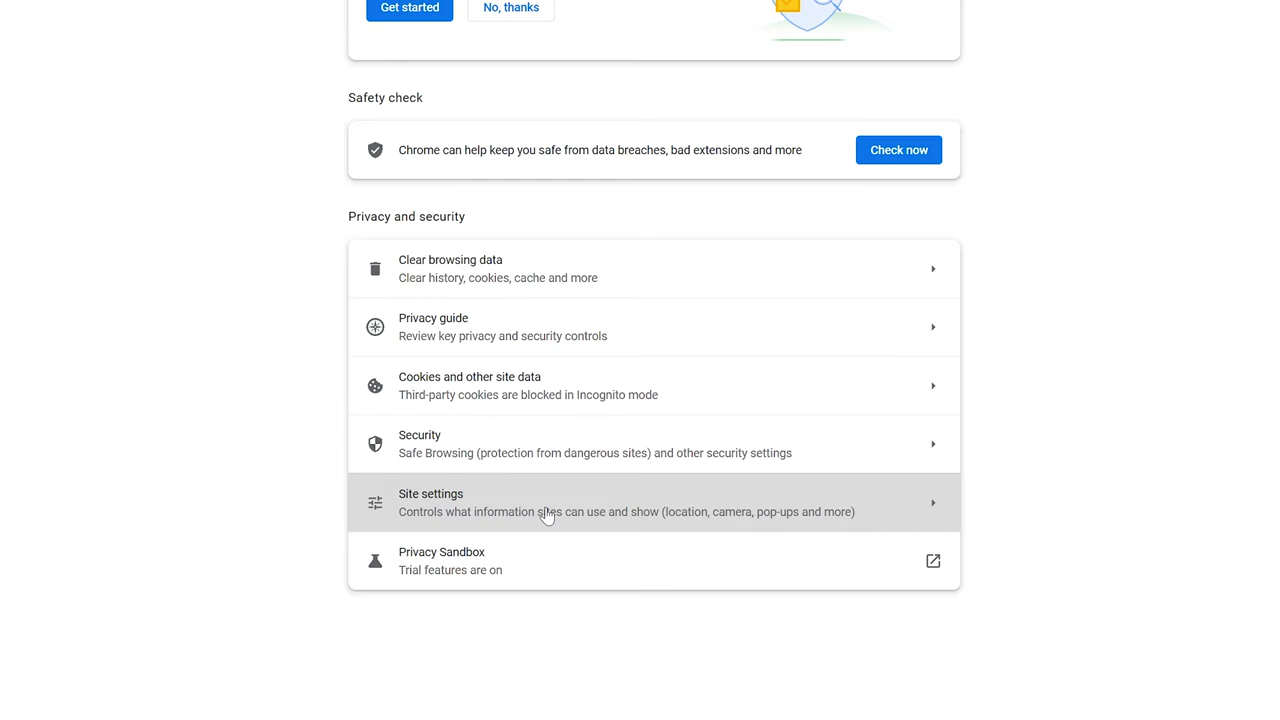 Get started
No, thanks
Safety check
Chrome can help keep you safe from data breaches, bad extensions and more
Check now
Privacy and security
Clear browsing data
Clear history, cookies, cache and more
Privacy guide
Review key privacy and security controls
Cookies and other site data
Third-party cookies are blocked in Incognito mode
Security
Safe Browsing (protection from dangerous sites) and other security settings
Site settings
Controls what information sites can use and show (location, camera, pop-ups and more)
Privacy Sandbox
Trial features are on